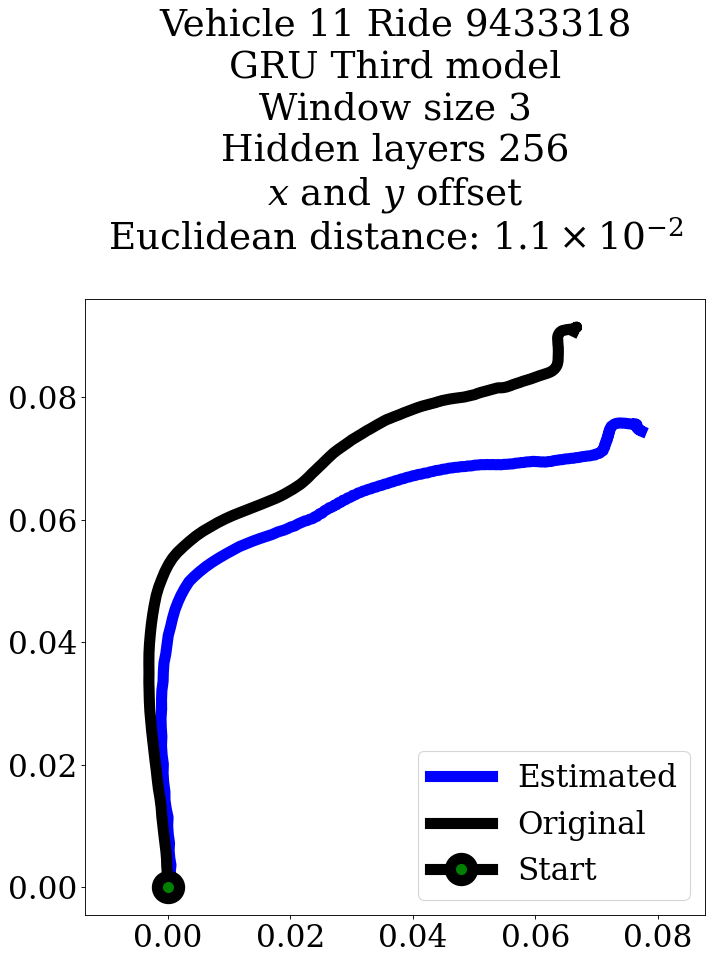 Vehicle 11 Ride 9433318
GRU Third model
Window size 3
Hidden layers 256
x and y offset
Euclidean distance: 1.1 × 10⁻²
0.08
0.06
0.04
0.02
0.00
Estimated
Original
Start
0.00 0.02 0.04 0.06 0.08